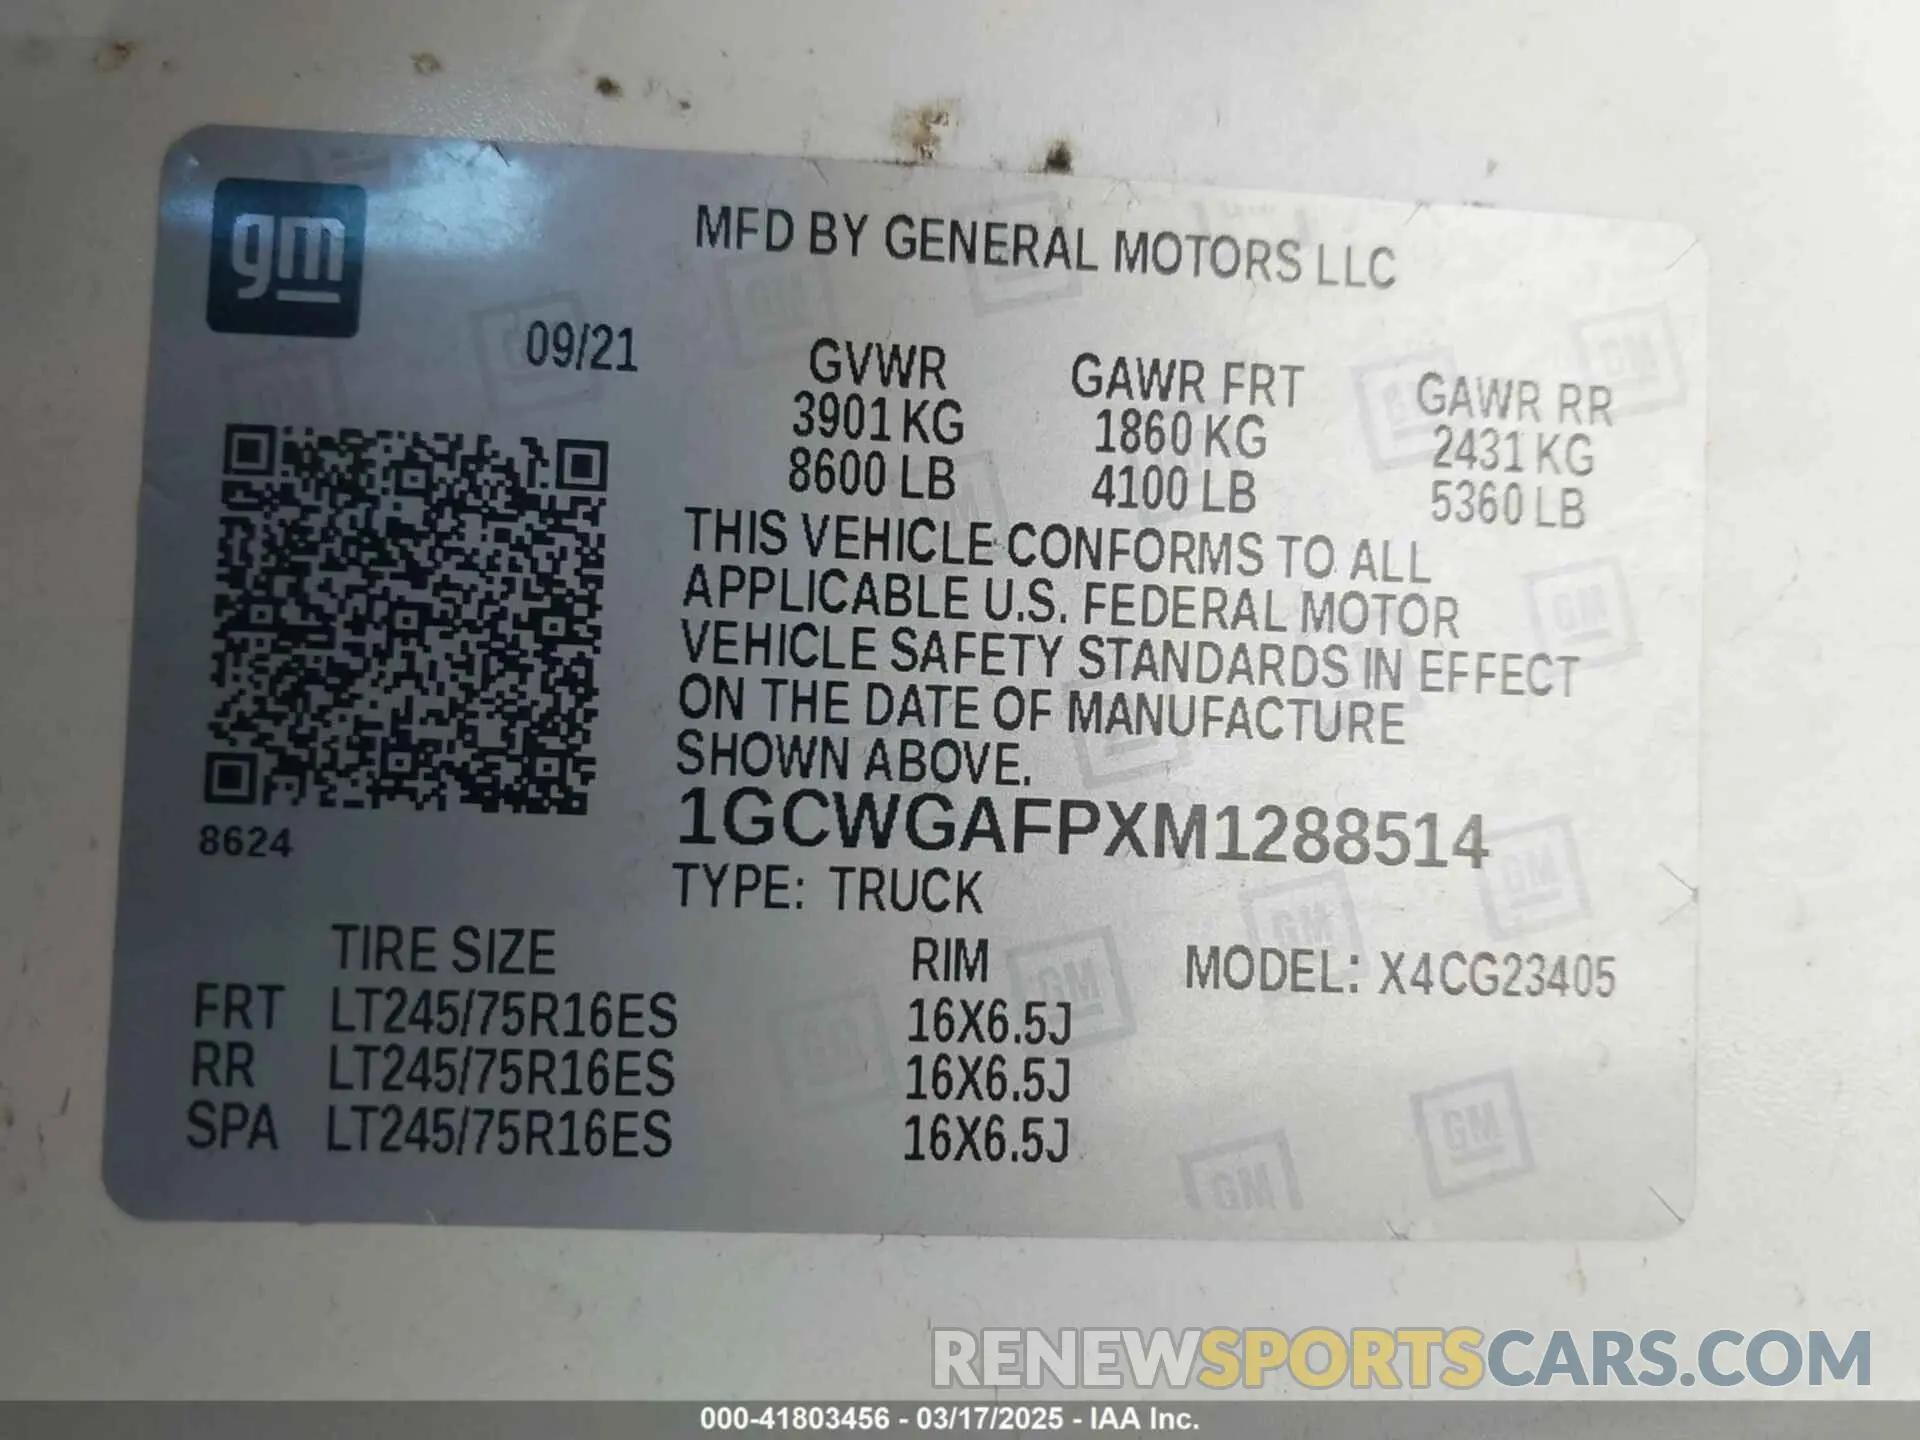 gm
MFD BY GENERAL MOTORS LLC
09/21
GVWR GAWR FRT GAWR RR
3901 KG 1860 KG 2431 KG
8600 LB 4100 LB 5360 LB
THIS VEHICLE CONFORMS TO ALL
APPLICABLE U.S. FEDERAL MOTOR
VEHICLE SAFETY STANDARDS IN EFFECT
ON THE DATE OF MANUFACTURE
SHOWN ABOVE.
1GCWGAFPXM1288514
8624
TYPE: TRUCK
TIRE SIZE RIM MODEL: X4CG23405
FRT LT245/75R16ES 16X6.5J
RR LT245/75R16ES 16X6.5J
SPA LT245/75R16ES 16X6.5J
RENEWSPORTSCARS.COM
000-41803456 - 03/17/2025 - IAA Inc.